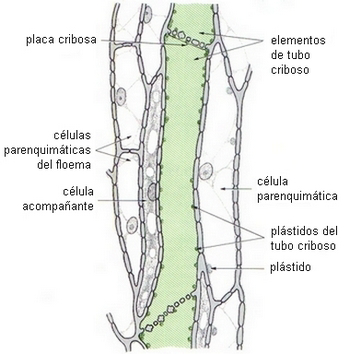 placa cribosa
elementos
de tubo
criboso
células
parenquimáticas
del floema
célula
acompañante
célula
parenquimática
plástidos del
tubo criboso
plástido